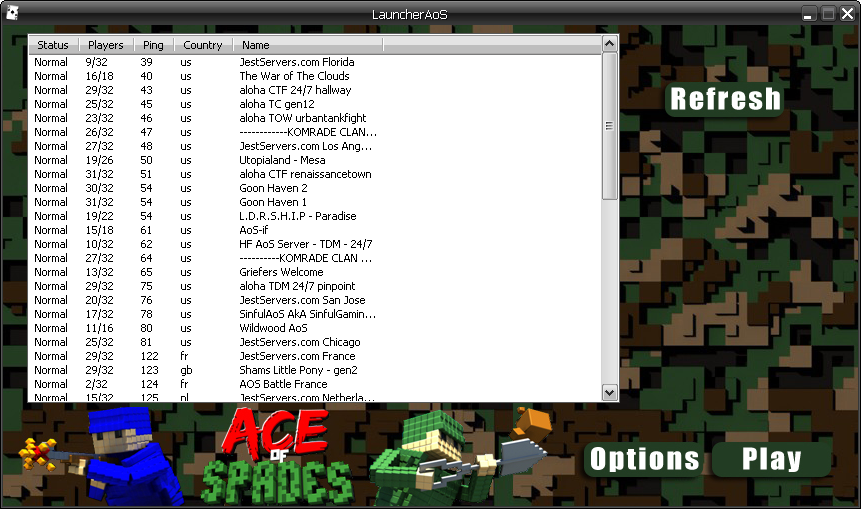 LauncherAoS
Status Players Ping Country Name
Normal 9/32 39 us JestServers.com Florida
Normal 16/18 40 us The War of The Clouds
Normal 29/32 43 us aloha CTF 24/7 hallway
Normal 25/32 45 us aloha TC gen12
Normal 23/32 46 us aloha TOW urbantankfight
Normal 26/32 47 us ------------KOMRADE CLAN...
Normal 27/32 48 us JestServers.com Los Ang...
Normal 19/26 50 us Utopialand - Mesa
Normal 31/32 51 us aloha CTF renaissancetown
Normal 30/32 54 us Goon Haven 2
Normal 31/32 54 us Goon Haven 1
Normal 19/22 54 us L.D.R.S.H.I.P - Paradise
Normal 15/18 61 us AoS-if
Normal 10/32 62 us HF AoS Server - TDM - 24/7
Normal 27/32 64 us ----------KOMRADE CLAN ...
Normal 13/32 65 us Griefers Welcome
Normal 29/32 75 us aloha TDM 24/7 pinpoint
Normal 20/32 76 us JestServers.com San Jose
Normal 17/32 78 us SinfulAoS AkA SinfulGamin...
Normal 11/16 80 us Wildwood AoS
Normal 25/32 81 us JestServers.com Chicago
Normal 29/32 122 fr JestServers.com France
Normal 29/32 123 gb Shams Little Pony - gen2
Normal 2/32 124 fr AOS Battle France
Normal 15/32 125 nl JestServers.com Netherla...
Refresh
ACE
OF
SPADES
Options Play